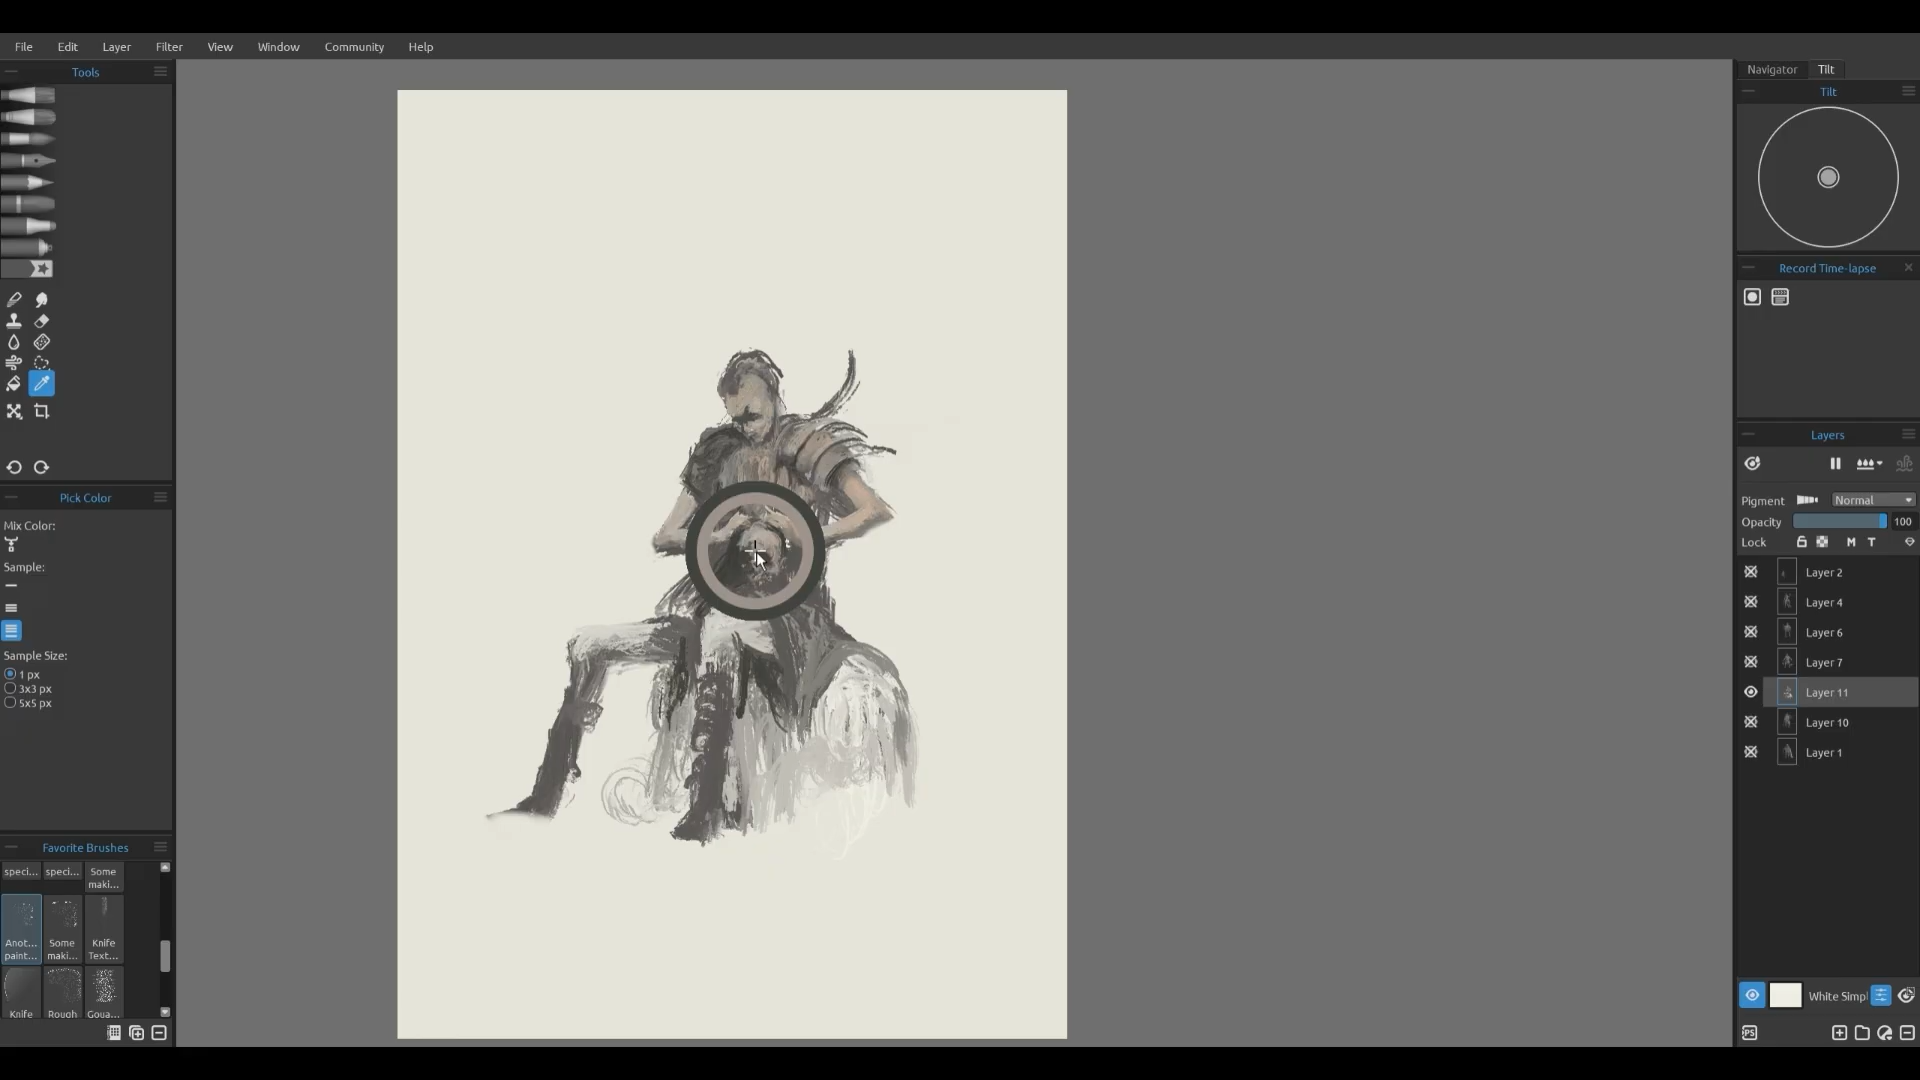 File Edit Layer Filter View Window Community Help
Tools
Pick Color
Mix Color:
Sample:
Sample Size:
1 px
3x3 px
5x5 px
Favorite Brushes
speci... speci... Some
maki...
Anot... Some Knife
paint... maki... Text...
Knife Rough Goua...
Navigator Tilt
Tilt
Record Time-lapse
Layers
Pigment Normal
Opacity 100
Lock M T
Layer 2
Layer 4
Layer 6
Layer 7
Layer 11
Layer 10
Layer 1
White Simpl
PS